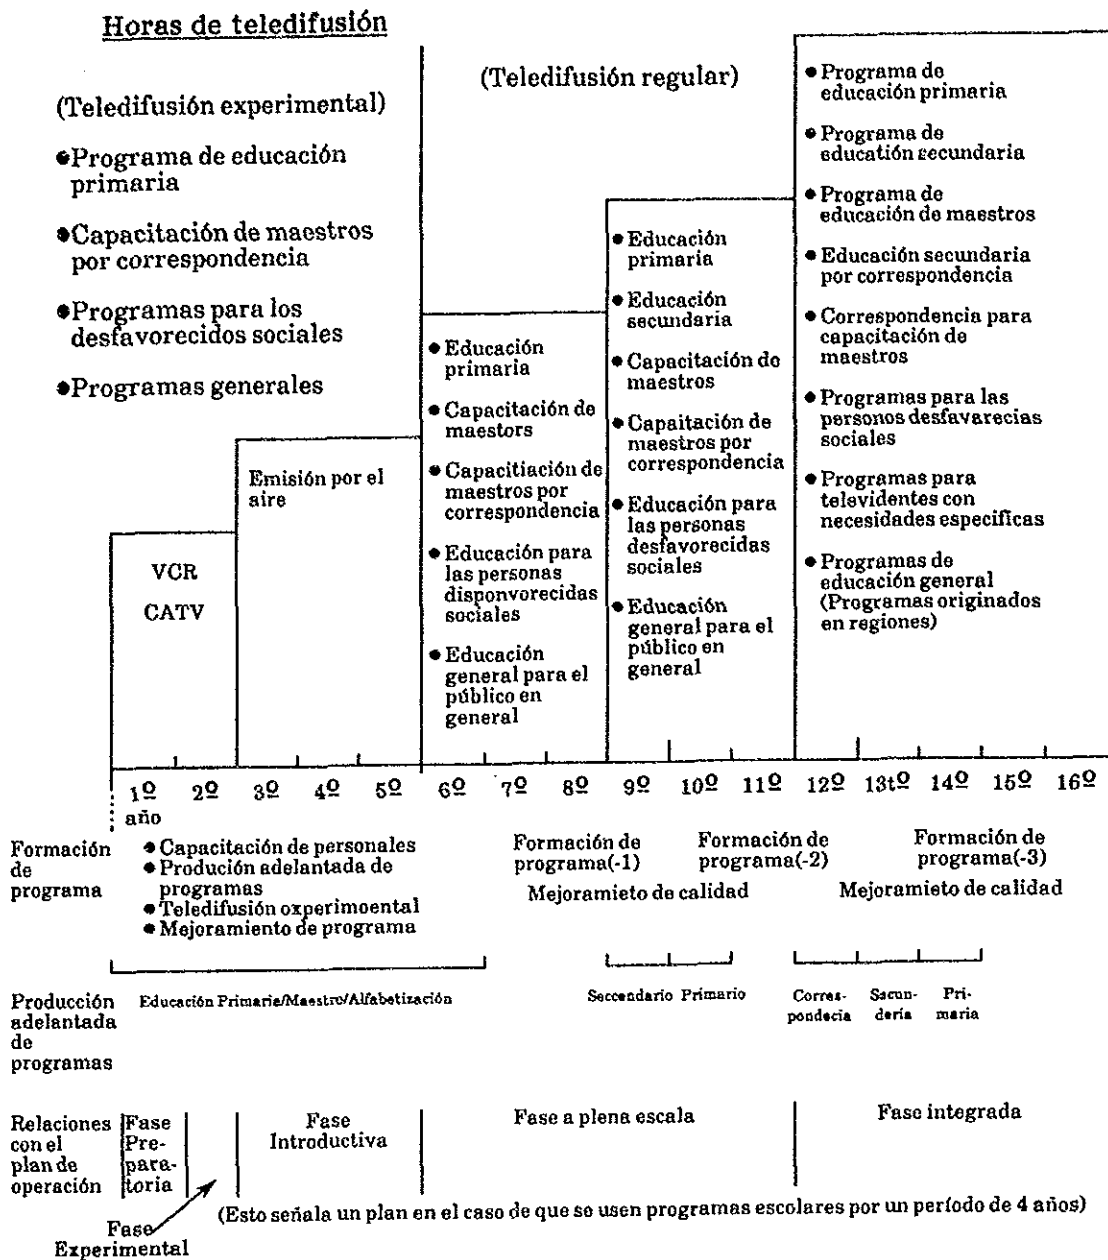 Horas de teledifusión
(Teledifusión experimental)
●Programa de educación
primaria
●Capacitación de maestros
por correspondencia
●Programas para los
desfavorecidos sociales
●Programas generales
VCR
CATV
Emisión por el
aire
(Teledifusión regular)
● Educación
primaria
● Capacitación de
maestors
● Capacitiación de
maestros por
correspondencia
● Educación para
las personas
disponvorecidas
sociales
● Educación
general para el
público en
general
● Educación
primaria
● Educación
secundaria
● Capacitación de
maestros
● Capaitación de
maestros por
correspondencia
● Educación para
las personas
desfavorecidas
sociales
● Educación
general para el
público en
general
● Programa de
educación primaria
● Programa de
educatión secundaria
● Programa de
educación de maestros
● Educación secundaria
por correspondencia
● Correspondencia para
capacitación de
maestros
● Programas para las
personos desfavarecias
sociales
● Programas para
televidentes con
necesidades especificas
● Programas de
educación general
(Programas originados
en regiones)
1º 2º 3º 4º 5º 6º 7º 8º 9º 10º 11º 12º 13tº 14º 15º 16º
año
Formación
de
programa
● Capacitación de personales
● Produción adelantada de
programas
● Teledifusión oxperimoental
● Mejoramiento de programa
Formación de
programa(-1)
Formación de
programa(-2)
Mejoramieto de calidad
Formación de
programa(-3)
Mejoramieto de calidad
Producción
adelantada
de
programas
Educación Primaria/Maestro/Alfabetización
Seccendario Primario
Corres-
pondecia
Sacun-
dería
Pri-
maria
Relaciones
con el
plan de
operación
Fase
Pre-
para-
toria
Fase
Experimental
Fase
Introductiva
Fase a plena escala
Fase integrada
(Esto señala un plan en el caso de que se usen programas escolares por un período de 4 años)